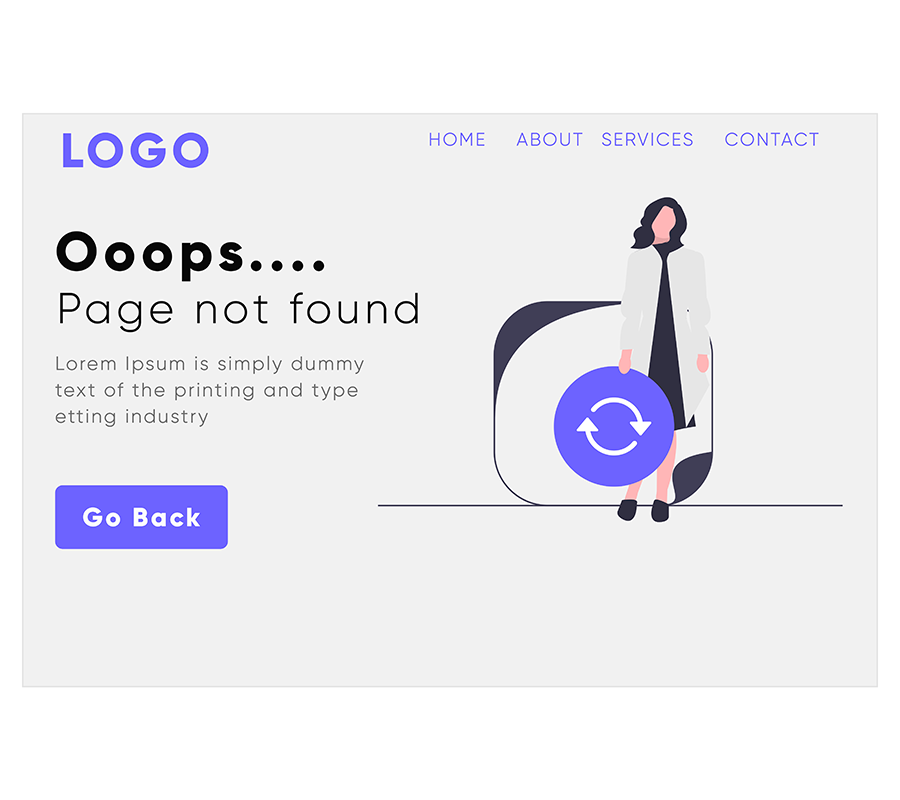 LOGO
HOME ABOUT SERVICES CONTACT
Ooops....
Page not found
Lorem Ipsum is simply dummy
text of the printing and type
etting industry
Go Back